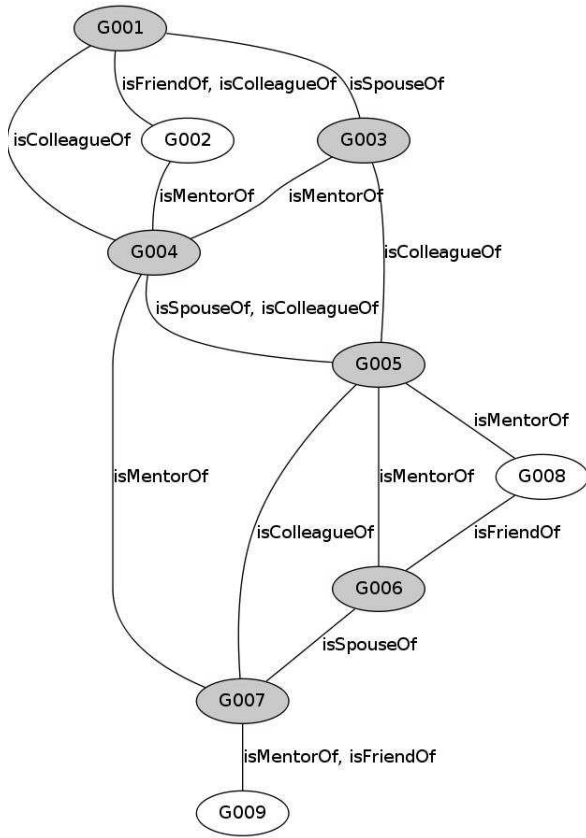 G001
isFriendOf, isColleagueOf
isSpouseOf
isColleagueOf
G002
G003
isMentorOf
isMentorOf
G004
isColleagueOf
isSpouseOf, isColleagueOf
G005
isMentorOf
isMentorOf
isMentorOf
G008
isColleagueOf
isFriendOf
G006
isSpouseOf
G007
isMentorOf, isFriendOf
G009